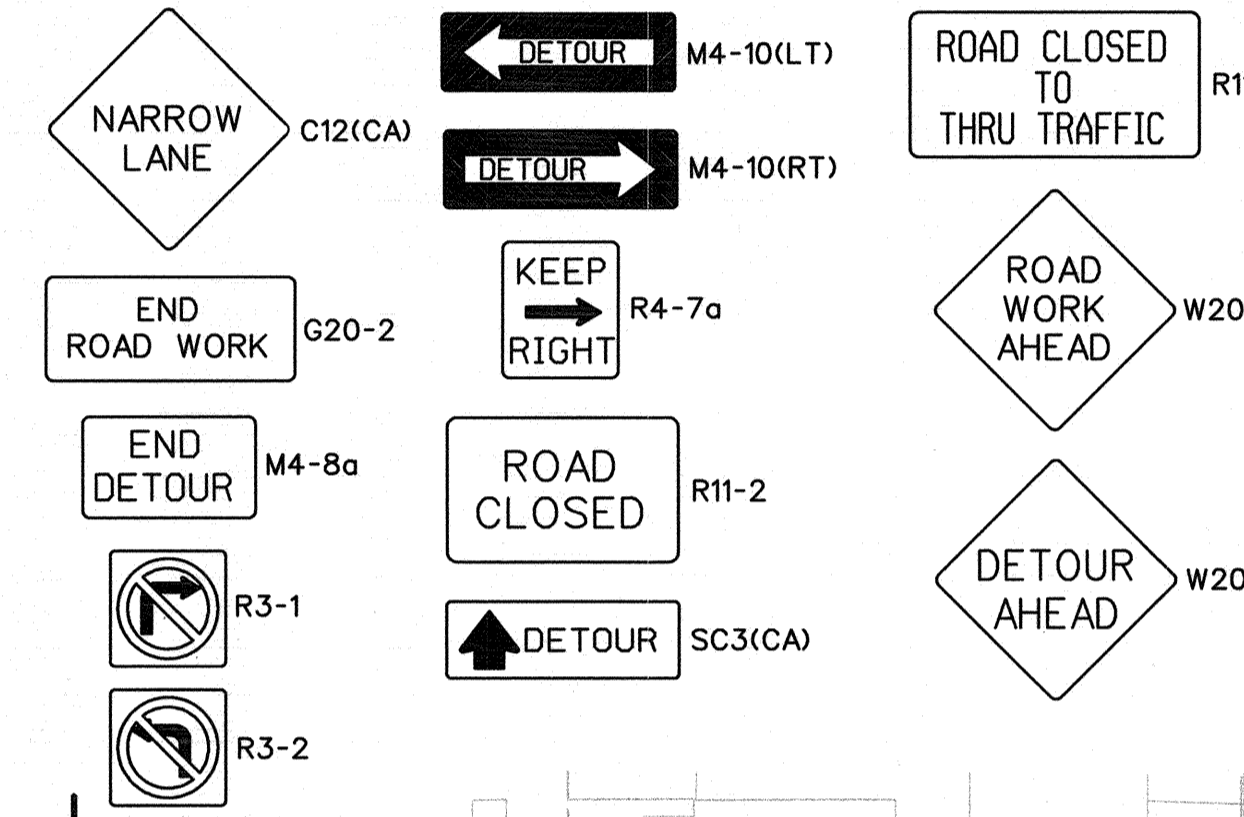 NARROW
LANE
C12(CA)
END
ROAD WORK
G20-2
END
DETOUR
M4-8a
R3-1
R3-2
DETOUR
M4-10(LT)
DETOUR
M4-10(RT)
KEEP
RIGHT
R4-7a
ROAD
CLOSED
R11-2
DETOUR
SC3(CA)
ROAD CLOSED
TO
THRU TRAFFIC
ROAD
WORK
AHEAD
W20
DETOUR
AHEAD
W20